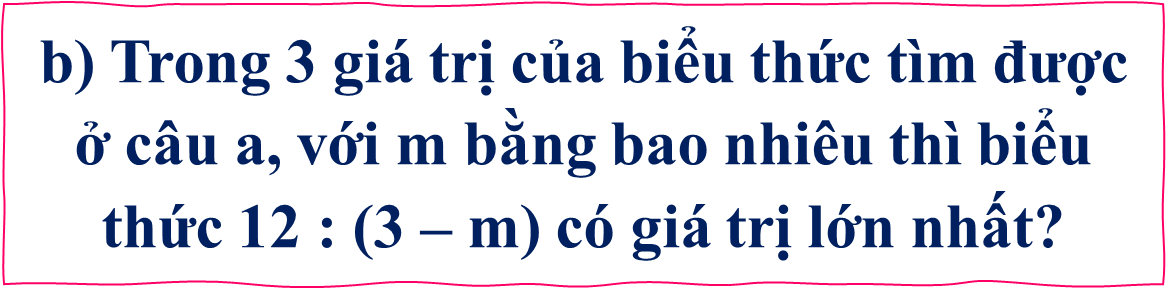 b) Trong 3 giá trị của biểu thức tìm được
ở câu a, với m bằng bao nhiêu thì biểu
thức 12 : (3 – m) có giá trị lớn nhất?